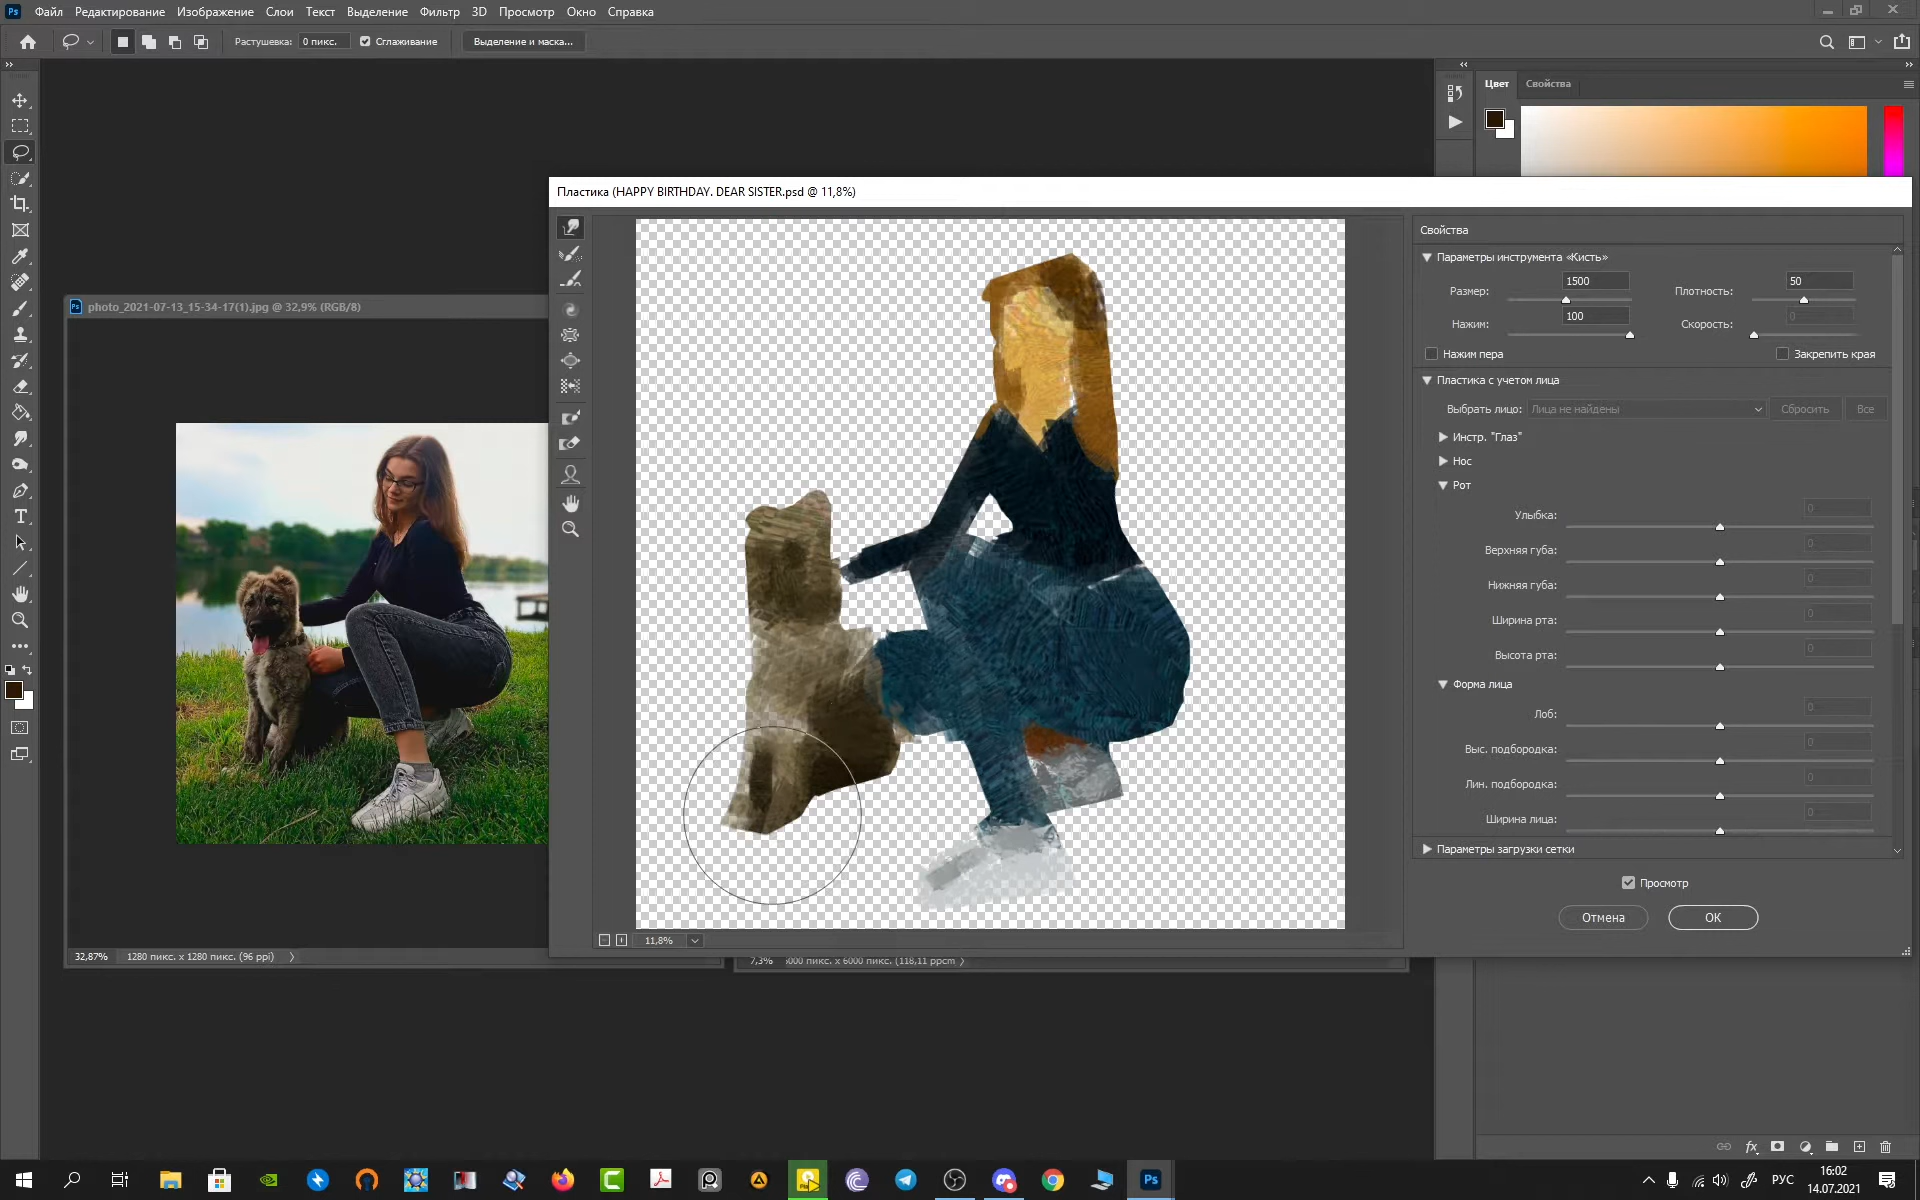 Файл Редактирование Изображение Слои Текст Выделение Фильтр 3D Просмотр Окно Справка
Растушевка: 0 пикс. Сглаживание Выделение и маска...
Цвет Свойства
Пластика (HAPPY BIRTHDAY. DEAR SISTER.psd @ 11,8%)
Свойства
Параметры инструмента «Кисть»
Размер: 1500 Плотность: 50
Нажим: 100 Скорость: 0
Нажим пера Закрепить края
Пластика с учетом лица
Выбрать лицо: Лица не найдены Сбросить Все
Инстр. "Глаз"
Нос
Рот
Улыбка: 0
Верхняя губа: 0
Нижняя губа: 0
Ширина рта: 0
Высота рта: 0
Форма лица
Лоб: 0
Выс. подбородка: 0
Лин. подбородка: 0
Ширина лица: 0
Параметры загрузки сетки
Просмотр
Отмена ОК
11,8%
photo_2021-07-13_15-34-17(1).jpg @ 32,9% (RGB/8)
32,87% 1280 пикс. x 1280 пикс. (96 ppi)
7,3% 6000 пикс. x 6000 пикс. (118,11 ppcm)
РУС
16:02
14.07.2021